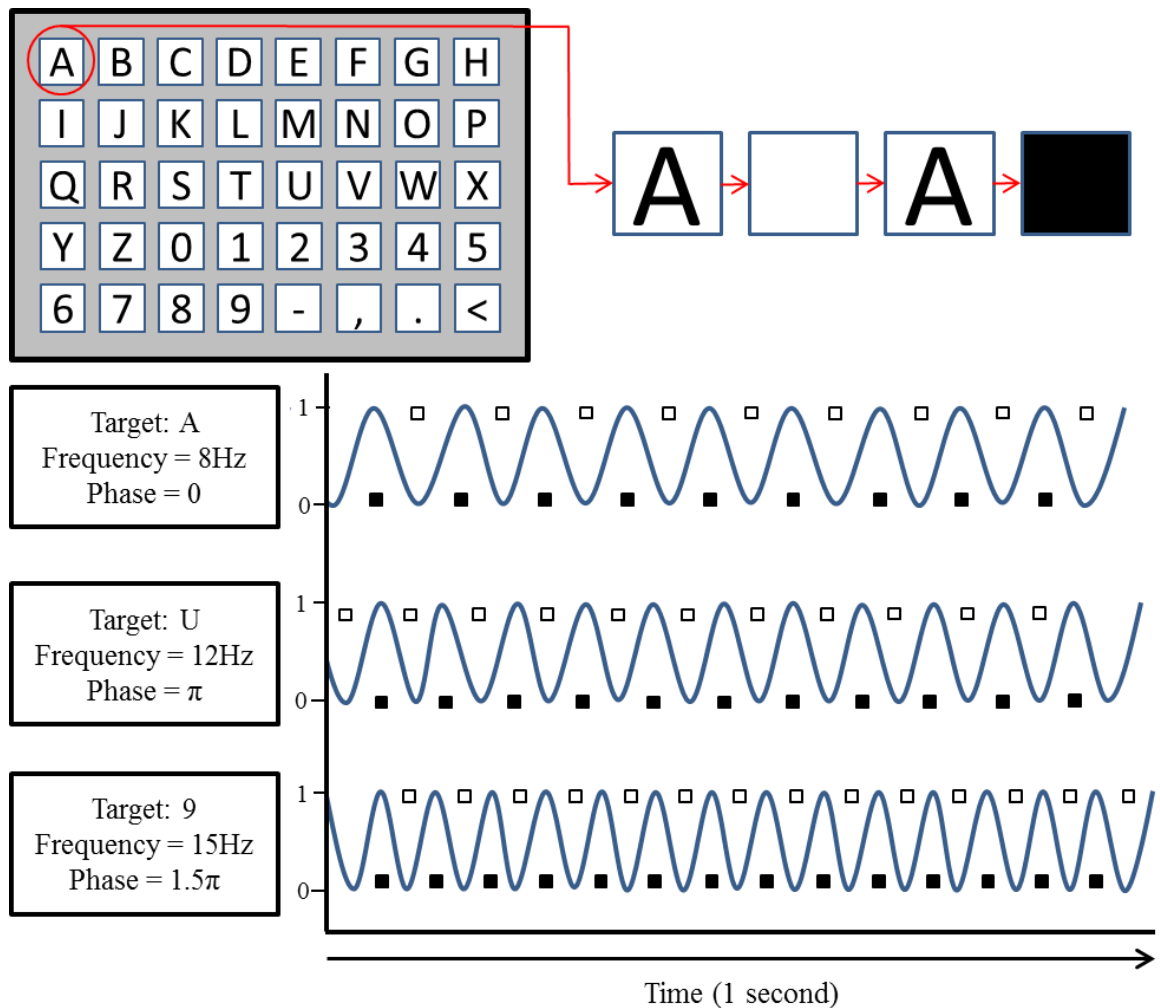 A B C D E F G H
I J K L M N O P
Q R S T U V W X
Y Z 0 1 2 3 4 5
6 7 8 9 - , . <
A A
Target: A
Frequency = 8Hz
Phase = 0
1
0
Target: U
Frequency = 12Hz
Phase = π
1
0
Target: 9
Frequency = 15Hz
Phase = 1.5π
1
0
Time (1 second)